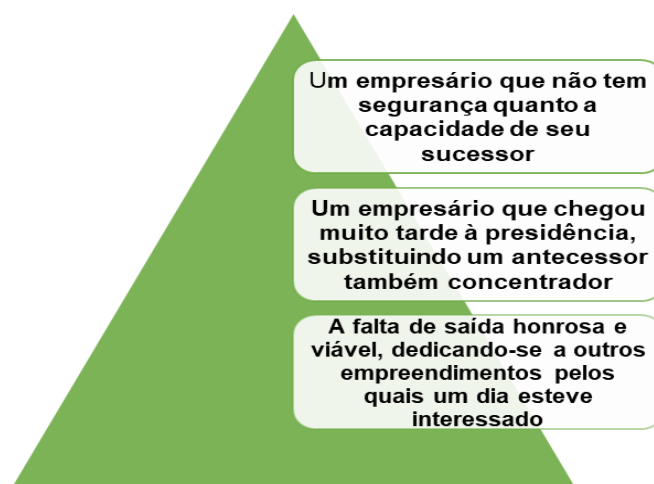 Um empresário que não tem
segurança quanto a
capacidade de seu
sucessor
Um empresário que chegou
muito tarde à presidência,
substituindo um antecessor
também concentrador
A falta de saída honrosa e
viável, dedicando-se a outros
empreendimentos pelos
quais um dia esteve
interessado